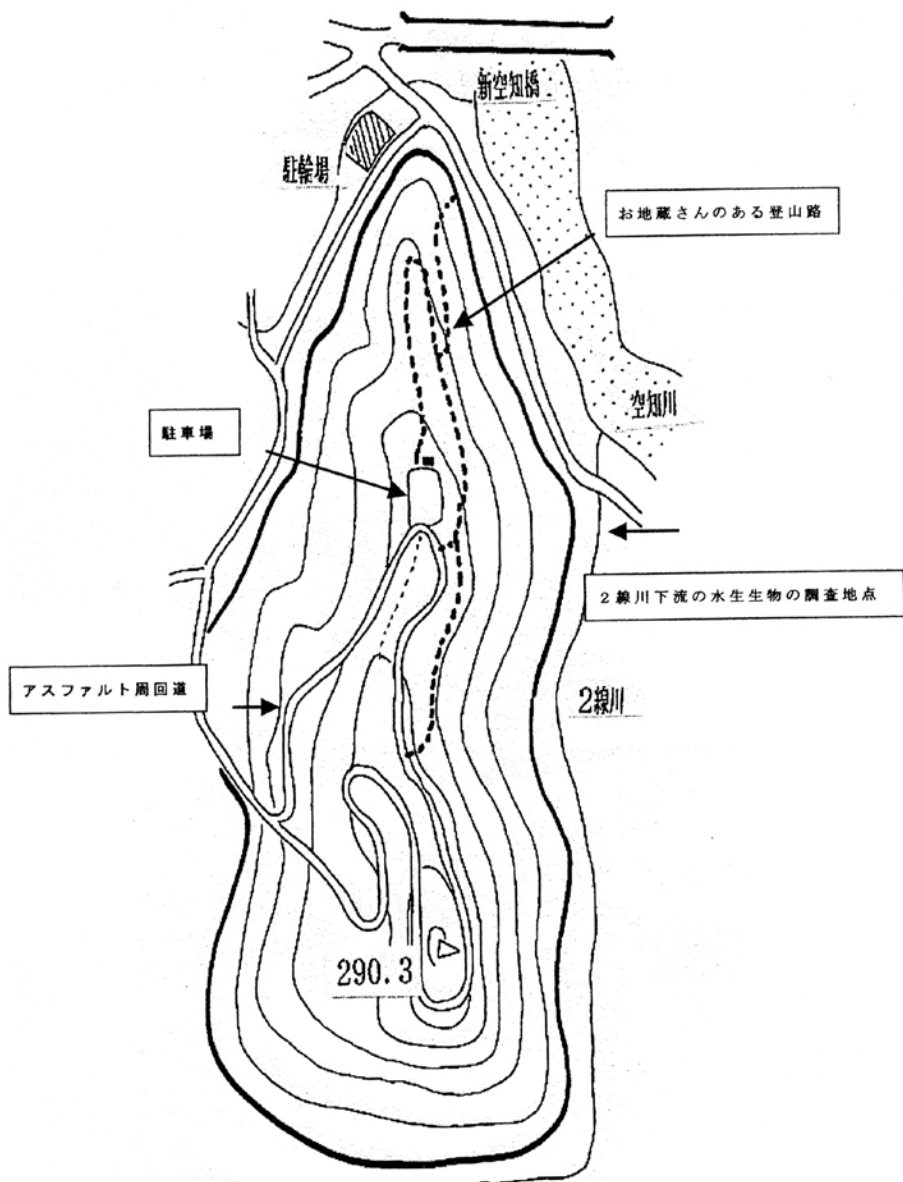 新空知橋
駐輪場
お地蔵さんのある登山路
空知川
駐車場
2線川下流の水生生物の調査地点
アスファルト周回道
2線川
290.3